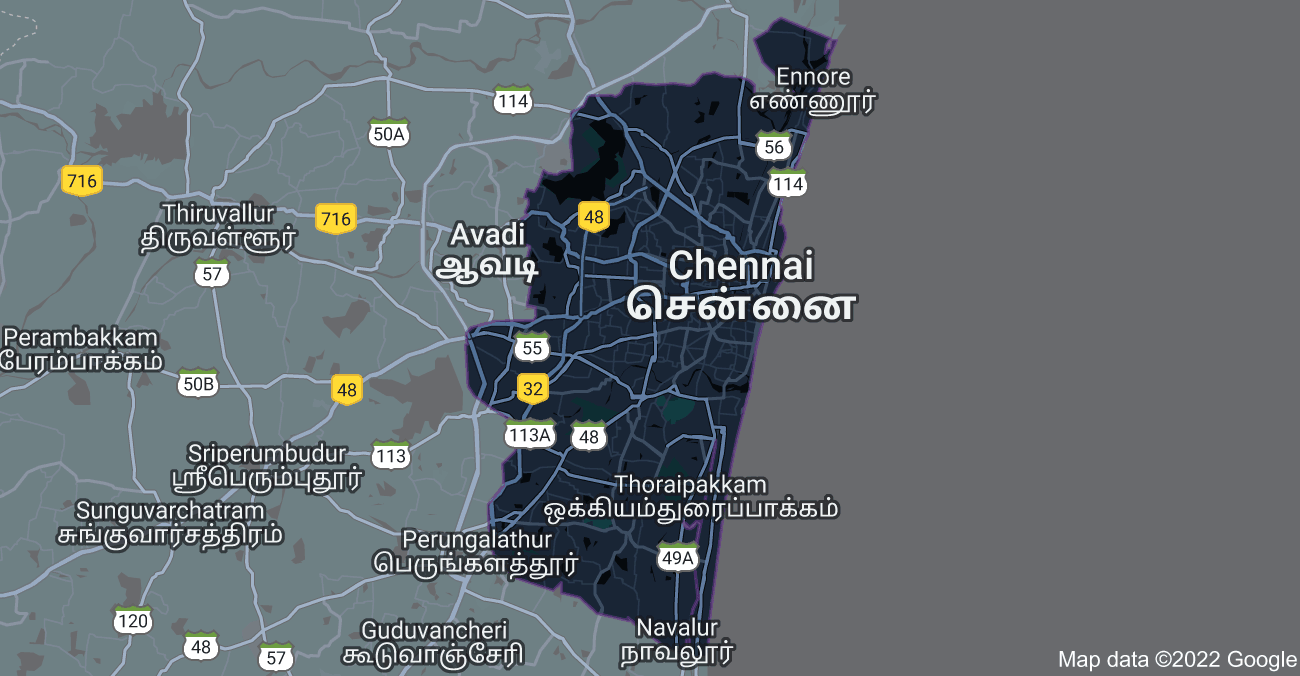 Ennore
எண்ணூர்
114
50A
56
716
114
Thiruvallur
திருவள்ளூர்
716
48
Avadi
ஆவடி
57
Chennai
சென்னை
Perambakkam
பேரம்பாக்கம்
55
50B
48
32
113A
48
Sriperumbudur
ஸ்ரீபெரும்புதூர்
113
Thoraipakkam
ஒக்கியம்துரைப்பாக்கம்
Sunguvarchatram
சுங்குவார்சத்திரம்
Perungalathur
பெருங்களத்தூர்
49A
120
Guduvancheri
கூடுவாஞ்சேரி
Navalur
நாவலூர்
48
57
Map data ©2022 Google